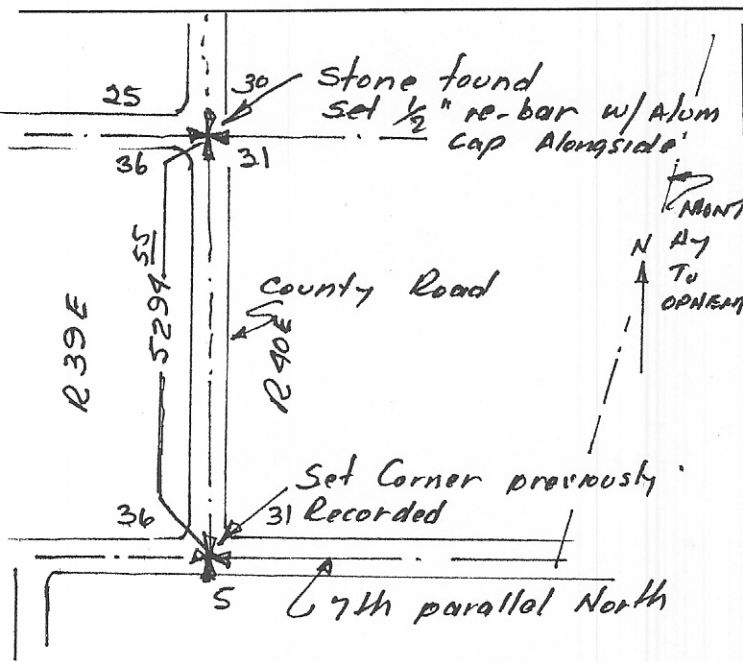 25
30
Stone found
Set 1/2" re-bar w/ Alum
Cap Alongside
36
31
5294 55
R 39 E
County Road
R 40 E
N
To
Set Corner previously
Recorded
36
31
5
7th parallel North